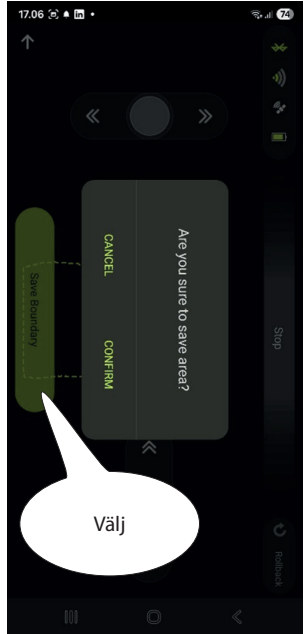 17.06
74
Stop
Are you sure to save area?
CANCEL
CONFIRM
Save Boundary
Rollback
Välj